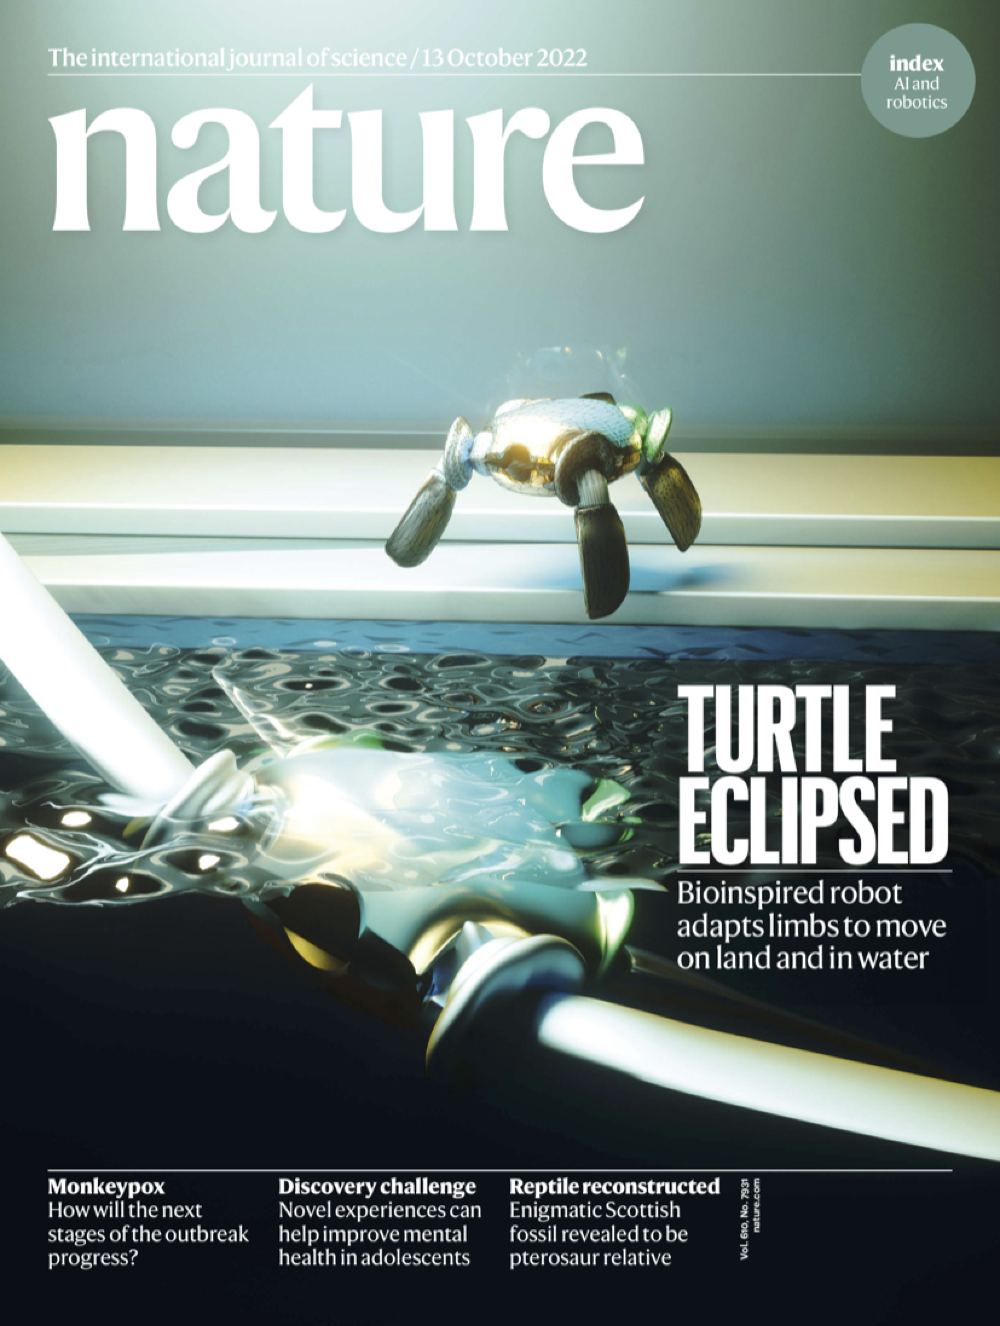 The international journal of science / 13 October 2022
nature
index
AI and
robotics
TURTLE
ECLIPSED
Bioinspired robot
adapts limbs to move
on land and in water
Monkeypox
How will the next
stages of the outbreak
progress?
Discovery challenge
Novel experiences can
help improve mental
health in adolescents
Reptile reconstructed
Enigmatic Scottish
fossil revealed to be
pterosaur relative
Vol. 610, No. 7931
nature.com